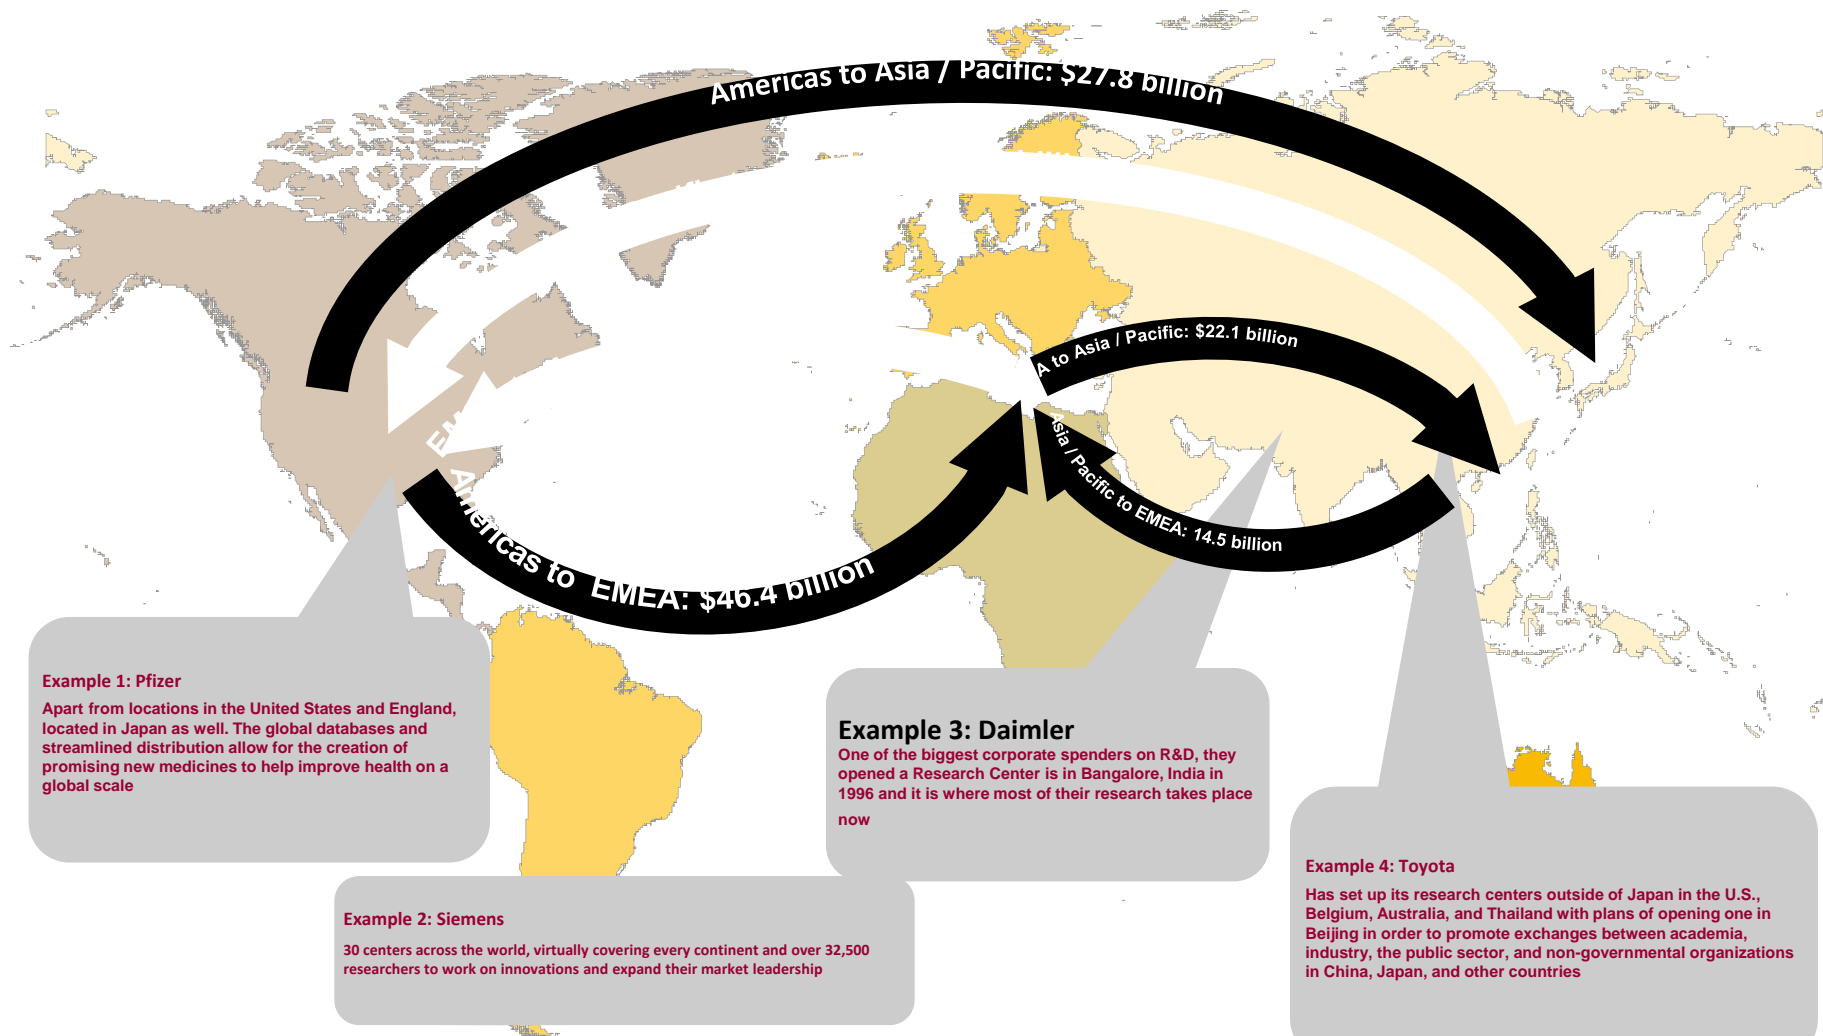 Americas to Asia / Pacific: $27.8 billion
A to Asia / Pacific: $22.1 billion
Asia / Pacific to EMEA: 14.5 billion
EM
Americas to EMEA: $46.4 billion
Example 1: Pfizer
Apart from locations in the United States and England,
located in Japan as well. The global databases and
streamlined distribution allow for the creation of
promising new medicines to help improve health on a
global scale
Example 3: Daimler
One of the biggest corporate spenders on R&D, they
opened a Research Center is in Bangalore, India in
1996 and it is where most of their research takes place
now
Example 4: Toyota
Has set up its research centers outside of Japan in the U.S.,
Belgium, Australia, and Thailand with plans of opening one in
Beijing in order to promote exchanges between academia,
industry, the public sector, and non-governmental organizations
in China, Japan, and other countries
Example 2: Siemens
30 centers across the world, virtually covering every continent and over 32,500
researchers to work on innovations and expand their market leadership